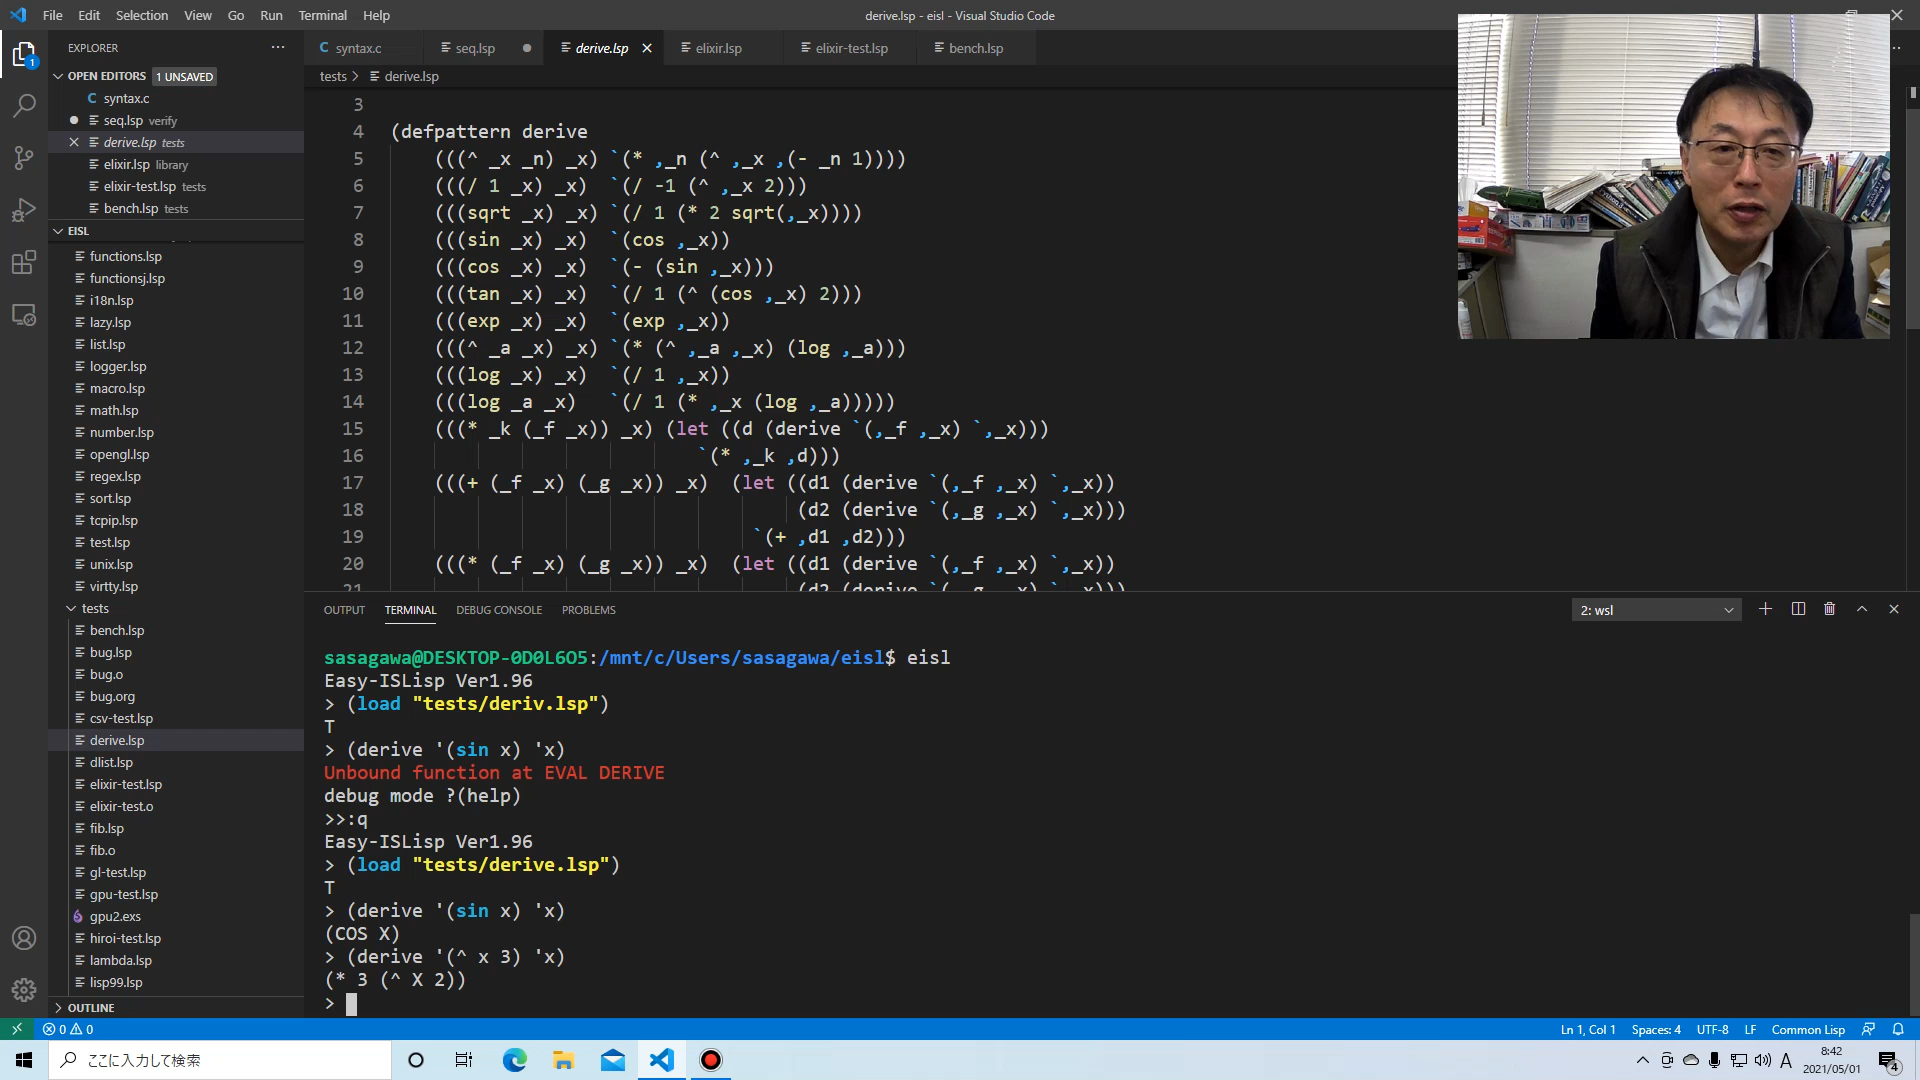 File Edit Selection View Go Run Terminal Help
derive.lsp - eisl - Visual Studio Code
EXPLORER
OPEN EDITORS 1 UNSAVED
syntax.c
seq.lsp verify
derive.lsp tests
elixir.lsp library
elixir-test.lsp tests
bench.lsp tests
EISL
functions.lsp
functionsj.lsp
i18n.lsp
lazy.lsp
list.lsp
logger.lsp
macro.lsp
math.lsp
number.lsp
opengl.lsp
regex.lsp
sort.lsp
tcpip.lsp
test.lsp
unix.lsp
virtty.lsp
tests
bench.lsp
bug.lsp
bug.o
bug.org
csv-test.lsp
derive.lsp
dlist.lsp
elixir-test.lsp
elixir-test.o
fib.lsp
fib.o
gl-test.lsp
gpu-test.lsp
gpu2.exs
hiroi-test.lsp
lambda.lsp
lisp99.lsp
OUTLINE
syntax.c seq.lsp derive.lsp elixir.lsp elixir-test.lsp bench.lsp
tests > derive.lsp
3
4 (defpattern derive
5 (((^ _x _n) _x) `(* ,_n (^ ,_x ,(- _n 1))))
6 (((/ 1 _x) _x) `(/ -1 (^ ,_x 2)))
7 (((sqrt _x) _x) `(/ 1 (* 2 sqrt(,_x))))
8 (((sin _x) _x) `(cos ,_x))
9 (((cos _x) _x) `(- (sin ,_x)))
10 (((tan _x) _x) `(/ 1 (^ (cos ,_x) 2)))
11 (((exp _x) _x) `(exp ,_x))
12 (((^ _a _x) _x) `(* (^ ,_a ,_x) (log ,_a)))
13 (((log _x) _x) `(/ 1 ,_x))
14 (((log _a _x) `(/ 1 (* ,_x (log ,_a)))))
15 (((* _k (_f _x)) _x) (let ((d (derive `(,_f ,_x) `,_x)))
16 `(* ,_k ,d)))
17 (((+ (_f _x) (_g _x)) _x) (let ((d1 (derive `(,_f ,_x) `,_x))
18 (d2 (derive `(,_g ,_x) `,_x)))
19 `(+ ,d1 ,d2)))
20 (((* (_f _x) (_g _x)) _x) (let ((d1 (derive `(,_f ,_x) `,_x))
21 (d2 (derive `(,_g ,_x) `,_x)))
OUTPUT TERMINAL DEBUG CONSOLE PROBLEMS
2: wsl
sasagawa@DESKTOP-0D0L6O5:/mnt/c/Users/sasagawa/eisl$ eisl
Easy-ISLisp Ver1.96
> (load "tests/deriv.lsp")
T
> (derive '(sin x) 'x)
Unbound function at EVAL DERIVE
debug mode ?(help)
>>:q
Easy-ISLisp Ver1.96
> (load "tests/derive.lsp")
T
> (derive '(sin x) 'x)
(COS X)
> (derive '(^ x 3) 'x)
(* 3 (^ X 2))
>
0 0
Ln 1, Col 1 Spaces: 4 UTF-8 LF Common Lisp
ここに入力して検索
A
8:42
2021/05/01
4